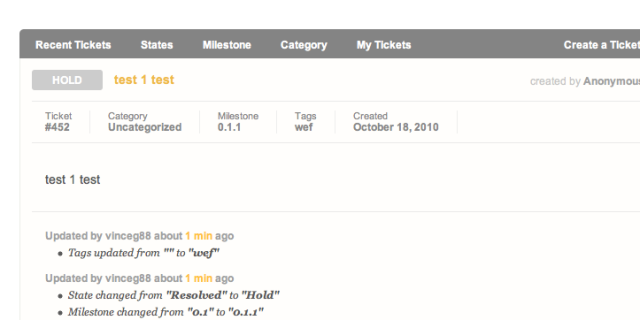 Recent Tickets States Milestone Category My Tickets Create a Ticket
HOLD test 1 test created by Anonymous
Ticket Category Milestone Tags Created
#452 Uncategorized 0.1.1 wef October 18, 2010
test 1 test
Updated by vinceg88 about 1 min ago
• Tags updated from "" to "wef"
Updated by vinceg88 about 1 min ago
• State changed from "Resolved" to "Hold"
• Milestone changed from "0.1" to "0.1.1"